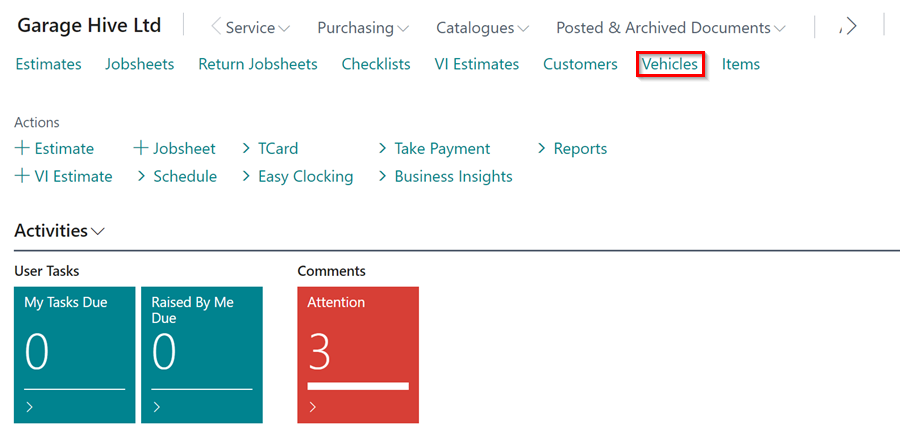 Garage Hive Ltd Service Purchasing Catalogues Posted & Archived Documents
Estimates Jobsheets Return Jobsheets Checklists VI Estimates Customers Vehicles Items
Actions
Estimate Jobsheet TCard Take Payment Reports
VI Estimate Schedule Easy Clocking Business Insights
Activities
User Tasks Comments
My Tasks Due Raised By Me Due Attention
0 0 3